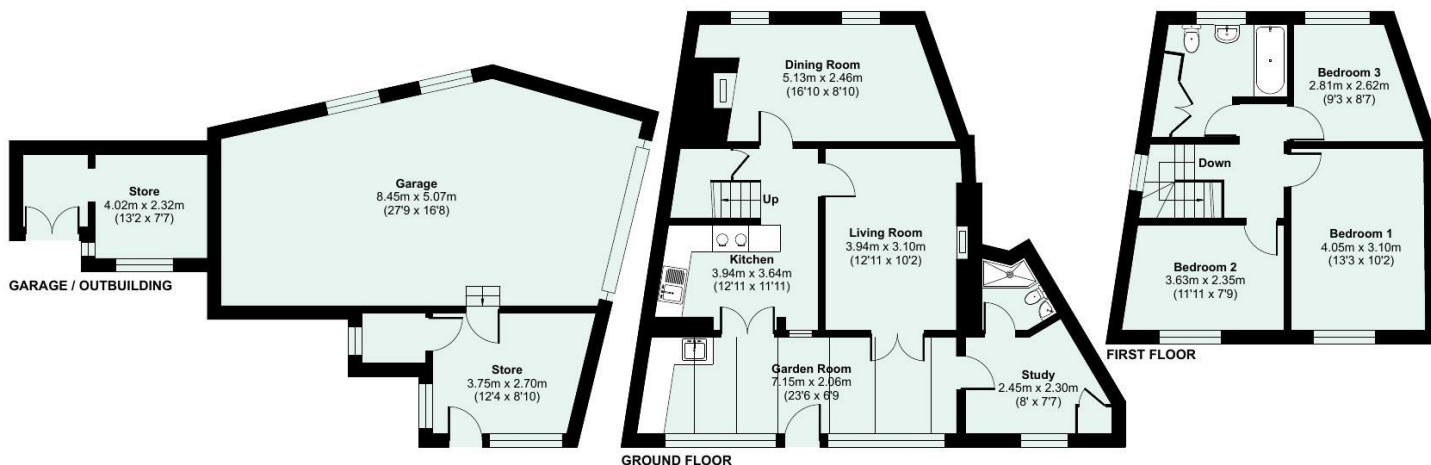 Garage
8.45m x 5.07m
(27'9 x 16'8)
Store
4.02m x 2.32m
(13'2 x 7'7)
GARAGE / OUTBUILDING
Store
3.75m x 2.70m
(12'4 x 8'10)
Dining Room
5.13m x 2.46m
(16'10 x 8'10)
Up
Living Room
3.94m x 3.10m
(12'11 x 10'2)
Kitchen
3.94m x 3.64m
(12'11 x 11'11)
Garden Room
7.15m x 2.06m
(23'6 x 6'9
Study
2.45m x 2.30m
(8' x 7'7)
GROUND FLOOR
Bedroom 3
2.81m x 2.62m
(9'3 x 8'7)
Down
Bedroom 1
4.05m x 3.10m
(13'3 x 10'2)
Bedroom 2
3.63m x 2.35m
(11'11 x 7'9)
FIRST FLOOR